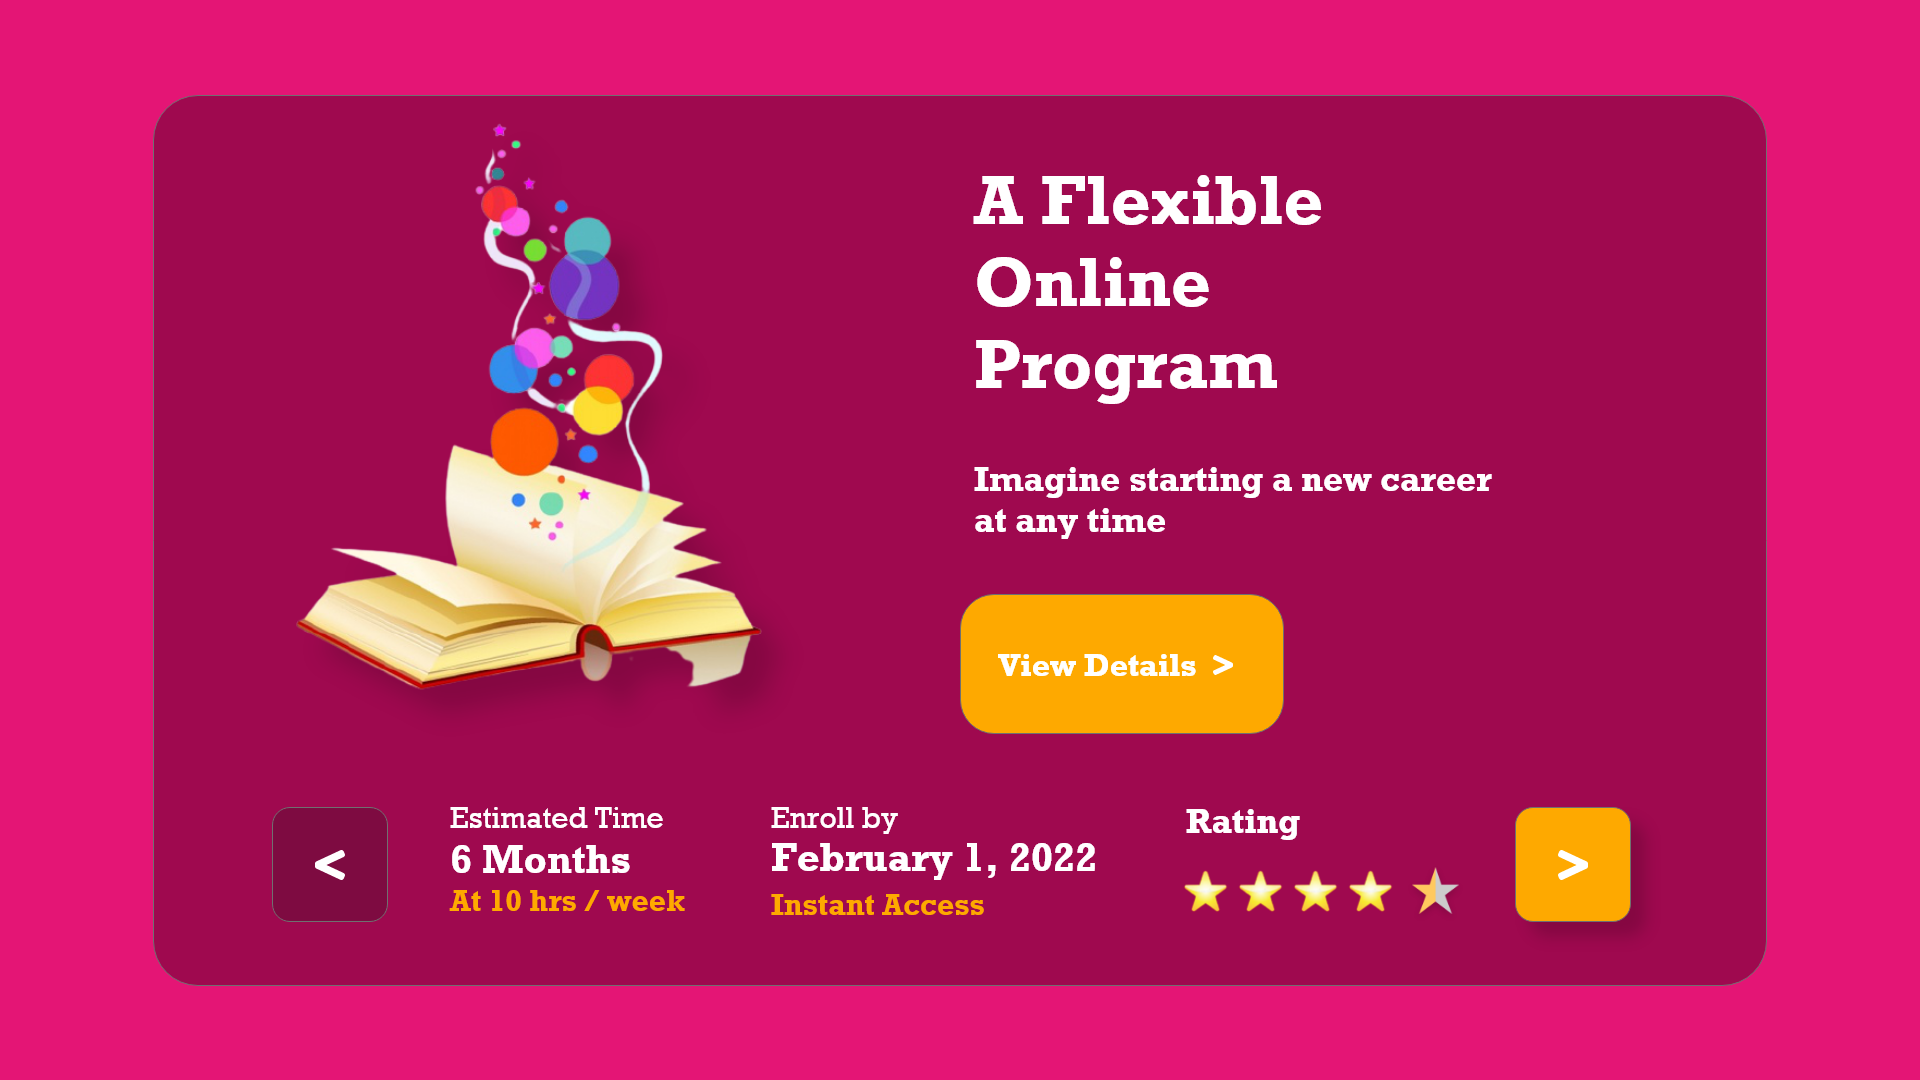 A Flexible
Online
Program
Imagine starting a new career
at any time
View Details >
<
Estimated Time
6 Months
At 10 hrs / week
Enroll by
February 1, 2022
Instant Access
Rating
>